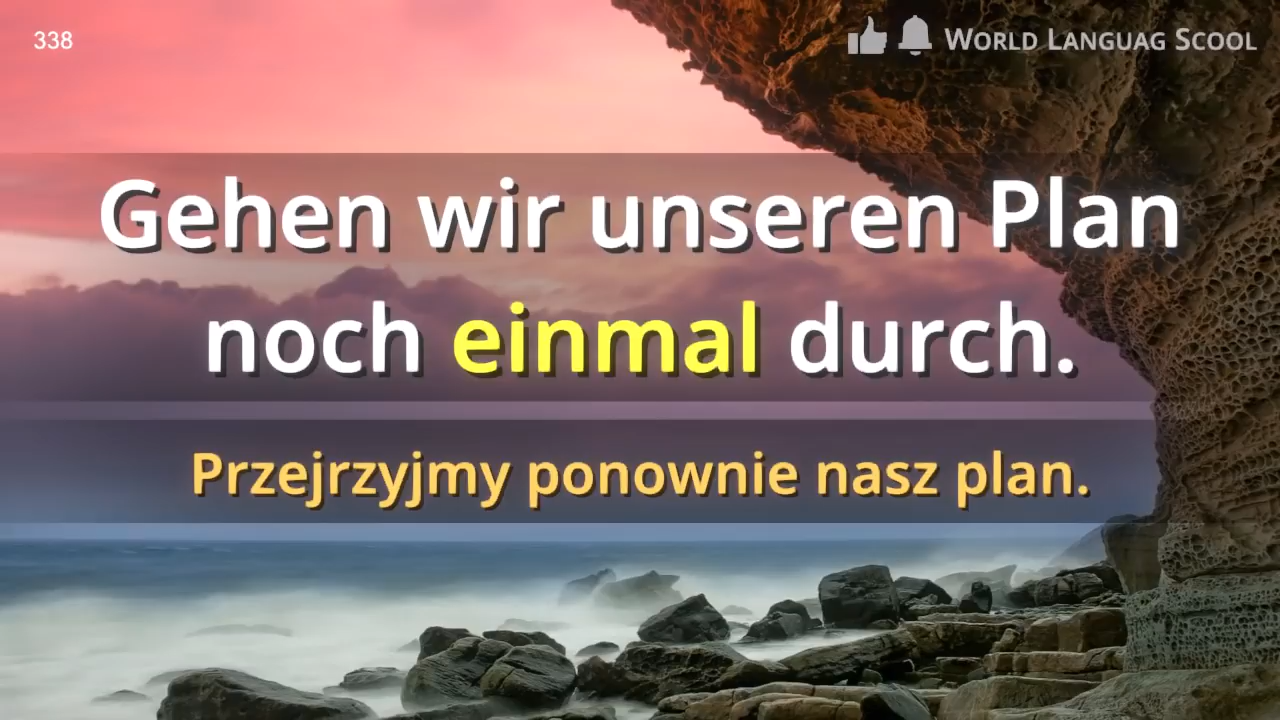 338
WORLD LANGUAG SCOOL
Gehen wir unseren Plan
noch einmal durch.
Przejrzyjmy ponownie nasz plan.